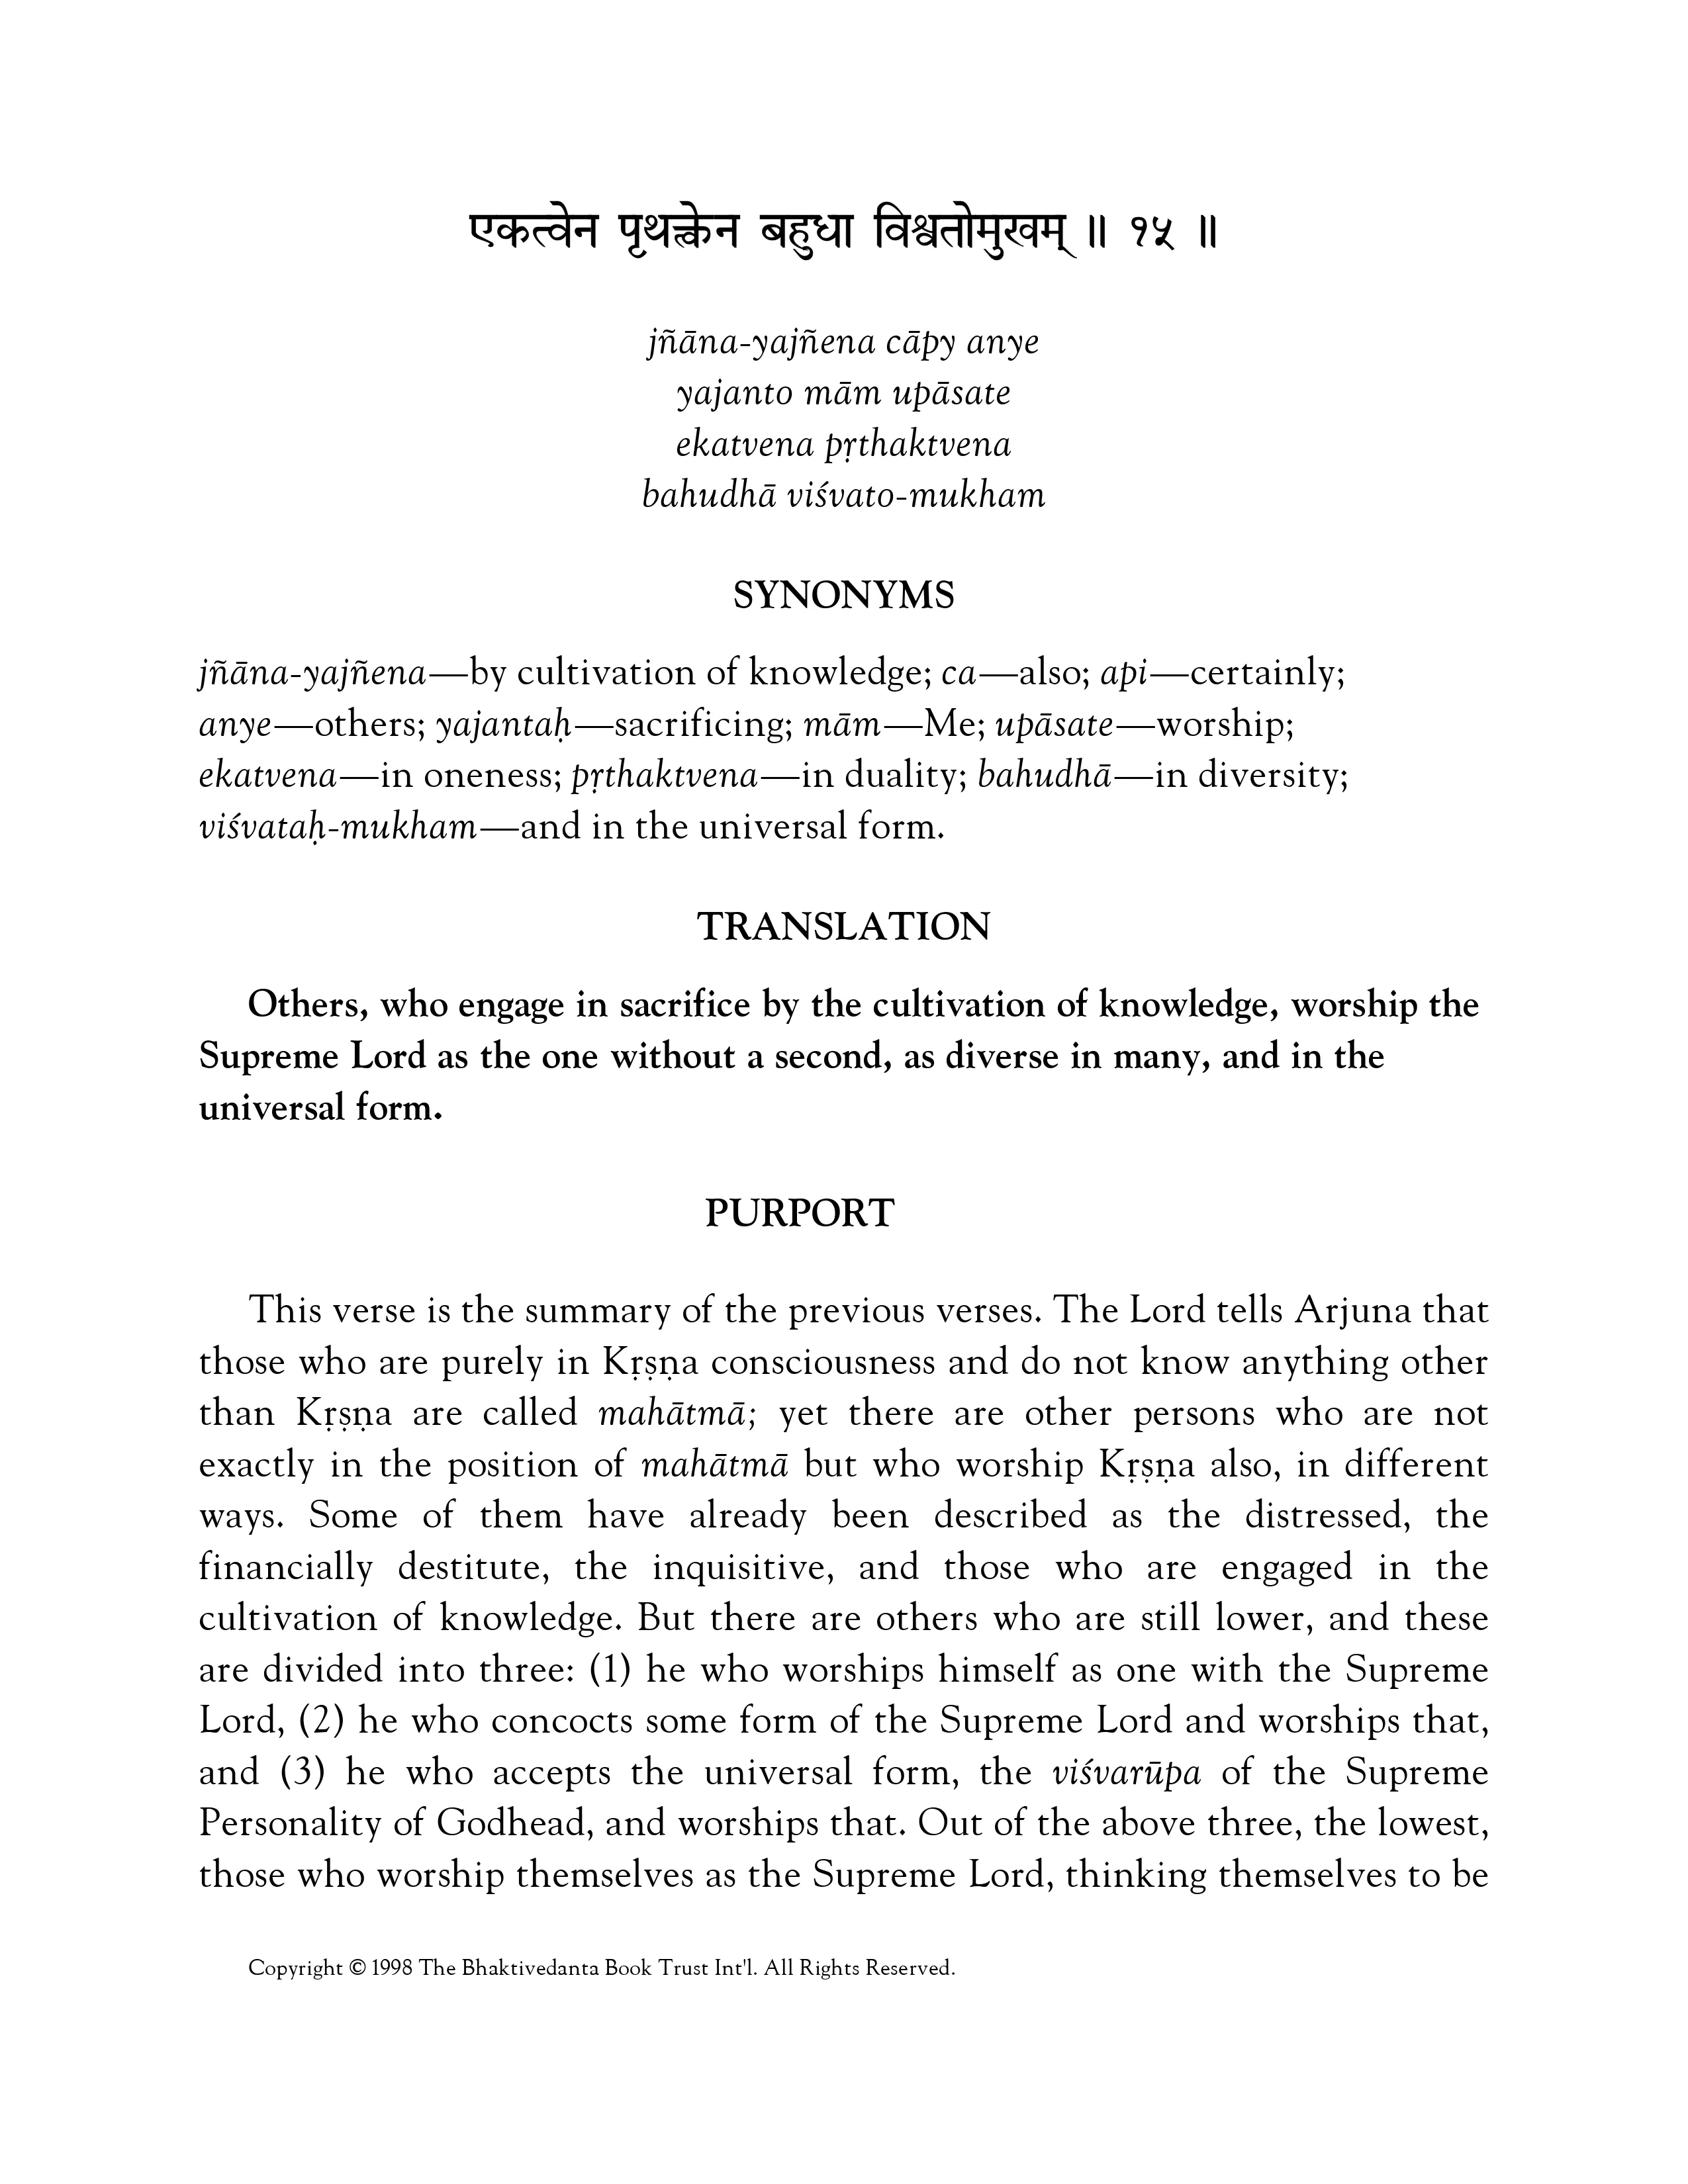 एकत्वेन पृथक्त्वेन बहुधा विश्वतोमुखम् ॥ १५ ॥
jñāna-yajñena cāpy anye
yajanto mām upāsate
ekatvena pṛthaktvena
bahudhā viśvato-mukham
SYNONYMS
jñāna-yajñena—by cultivation of knowledge; ca—also; api—certainly;
anye—others; yajantaḥ—sacrificing; mām—Me; upāsate—worship;
ekatvena—in oneness; pṛthaktvena—in duality; bahudhā—in diversity;
viśvataḥ-mukham—and in the universal form.
TRANSLATION
Others, who engage in sacrifice by the cultivation of knowledge, worship the
Supreme Lord as the one without a second, as diverse in many, and in the
universal form.
PURPORT
This verse is the summary of the previous verses. The Lord tells Arjuna that
those who are purely in Kṛṣṇa consciousness and do not know anything other
than Kṛṣṇa are called mahātmā; yet there are other persons who are not
exactly in the position of mahātmā but who worship Kṛṣṇa also, in different
ways. Some of them have already been described as the distressed, the
financially destitute, the inquisitive, and those who are engaged in the
cultivation of knowledge. But there are others who are still lower, and these
are divided into three: (1) he who worships himself as one with the Supreme
Lord, (2) he who concocts some form of the Supreme Lord and worships that,
and (3) he who accepts the universal form, the viśvarūpa of the Supreme
Personality of Godhead, and worships that. Out of the above three, the lowest,
those who worship themselves as the Supreme Lord, thinking themselves to be
Copyright © 1998 The Bhaktivedanta Book Trust Int'l. All Rights Reserved.